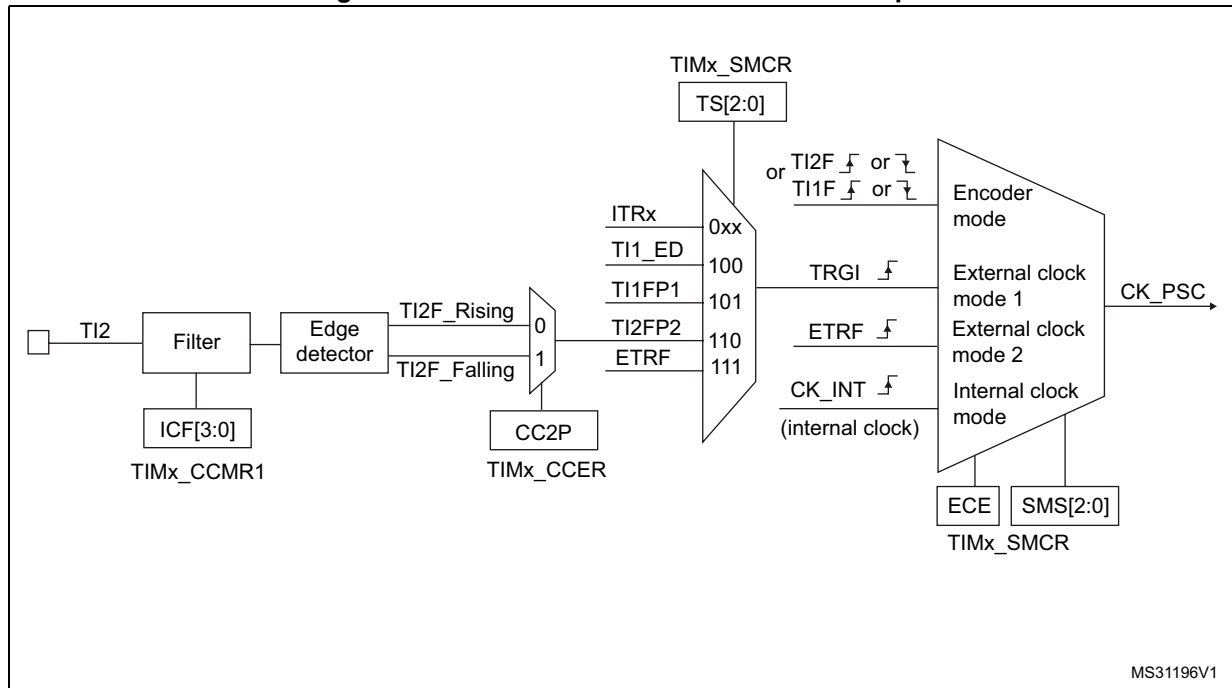 TIMx_SMCR
TS[2:0]
or TI2F or
TI1F or
Encoder
mode
ITRx
0xx
TI1_ED
100
TRGI
External clock
mode 1
CK_PSC
TI1FP1
101
TI2F_Rising
0
TI2
Filter
Edge
detector
TI2FP2
110
ETRF
External clock
mode 2
TI2F_Falling
1
ETRF
111
CK_INT
Internal clock
mode
(internal clock)
ICF[3:0]
CC2P
TIMx_CCMR1
TIMx_CCER
ECE
SMS[2:0]
TIMx_SMCR
MS31196V1